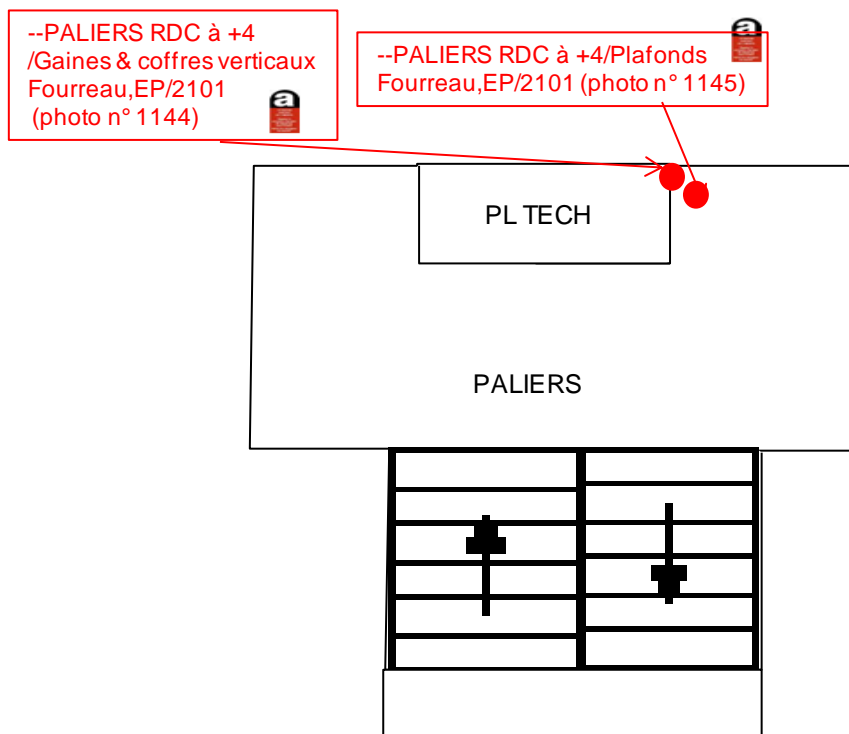 --PALIERS RDC à +4
/Gaines & coffres verticaux
Fourreau,EP/2101
(photo n° 1144)
--PALIERS RDC à +4/Plafonds
Fourreau,EP/2101 (photo n° 1145)
a
a
PL TECH
PALIERS